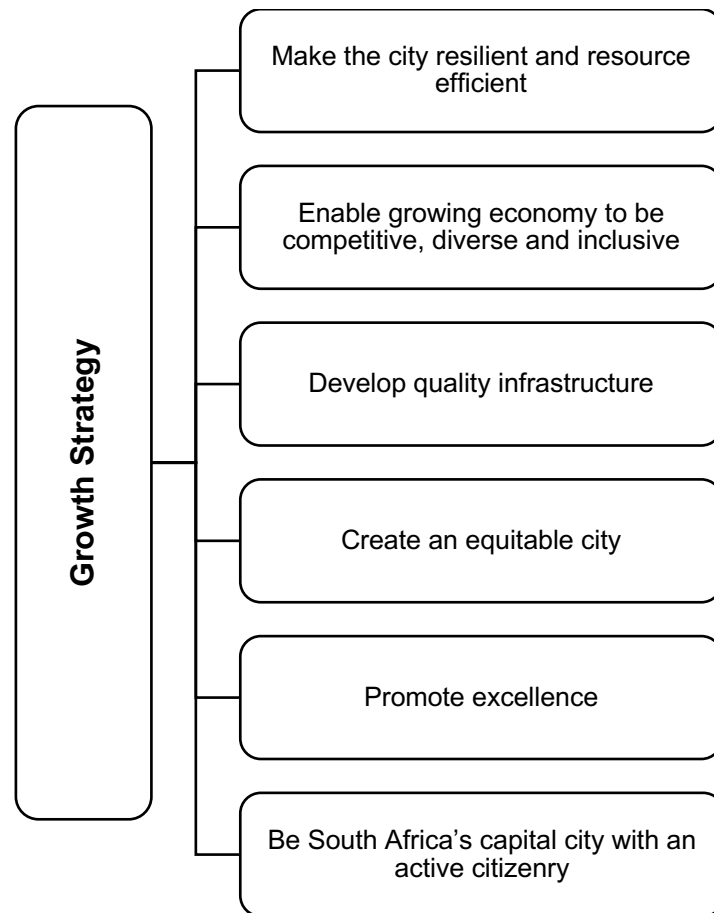 Growth Strategy
Make the city resilient and resource
efficient
Enable growing economy to be
competitive, diverse and inclusive
Develop quality infrastructure
Create an equitable city
Promote excellence
Be South Africa’s capital city with an
active citizenry